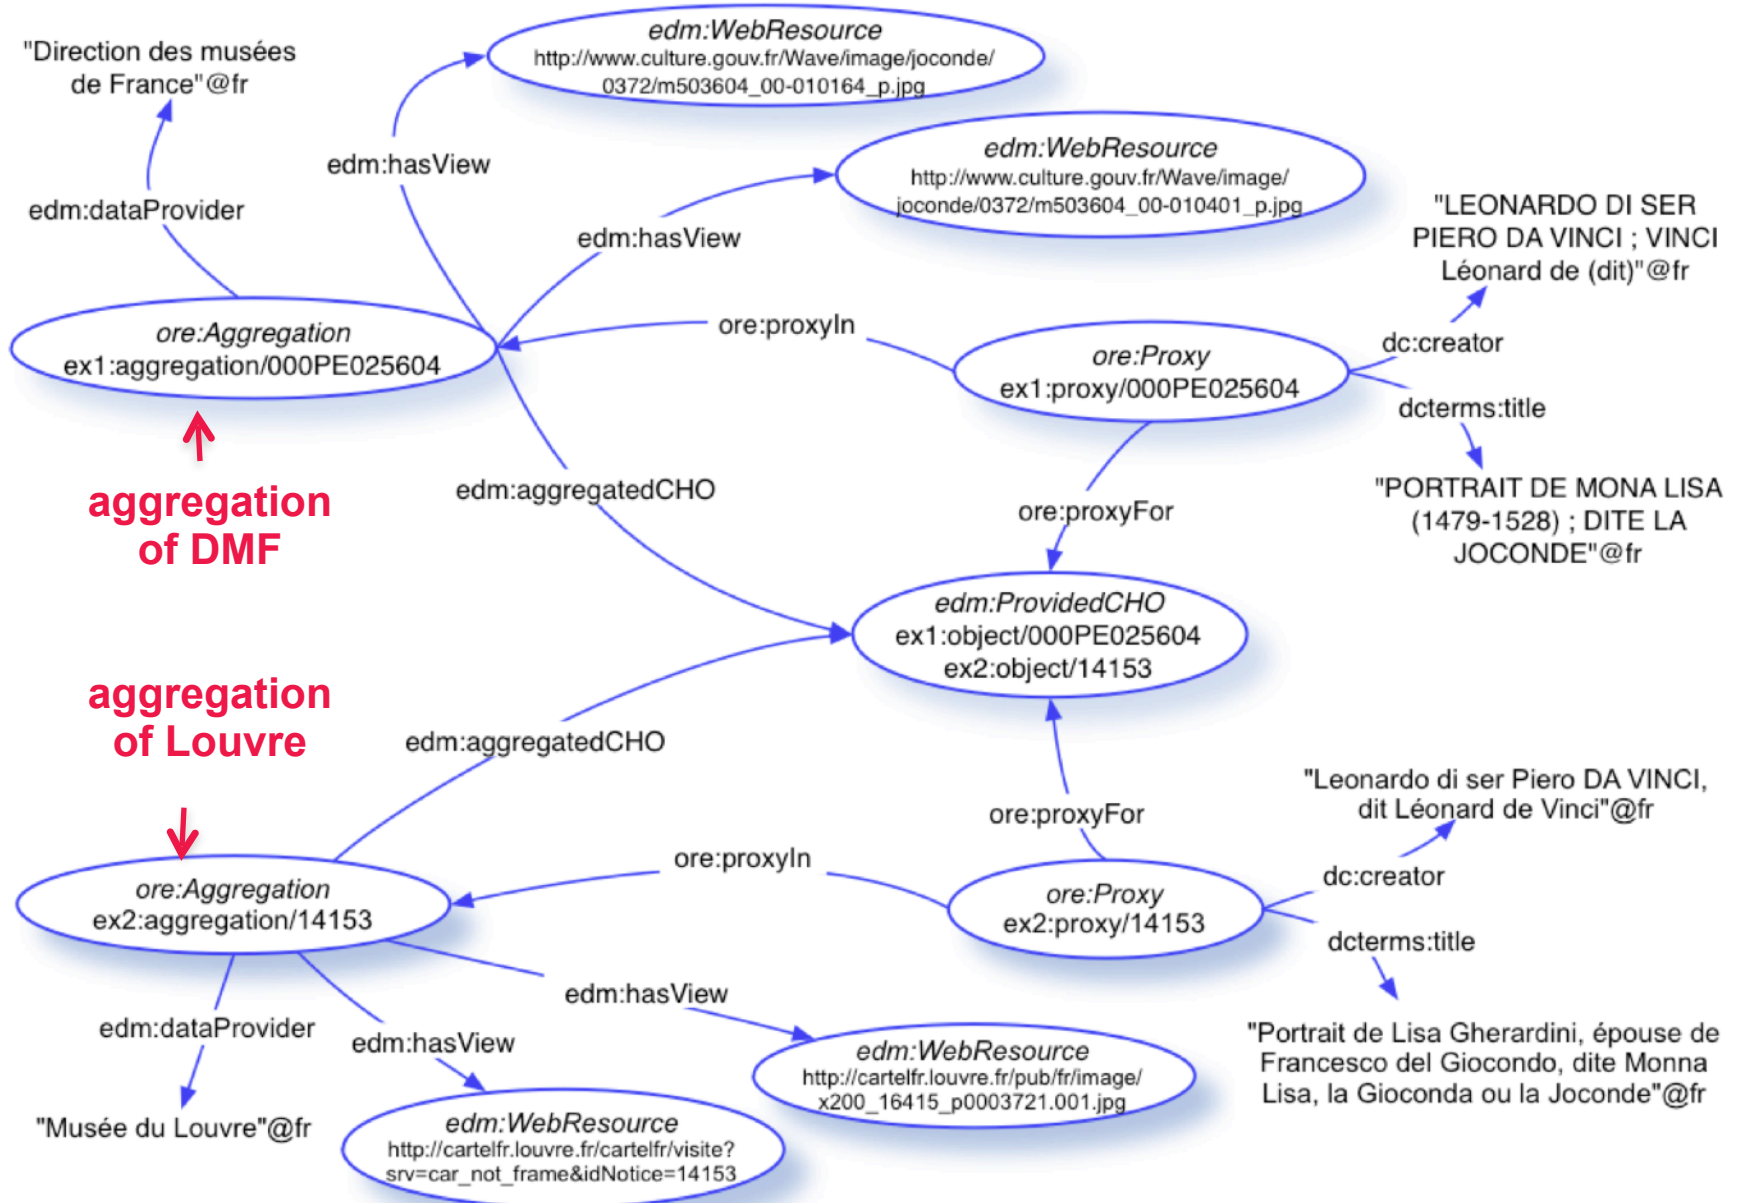 edm:WebResource
http://www.culture.gouv.fr/Wave/image/joconde/
0372/m503604_00-010164_p.jpg
"Direction des musées
de France"@fr
edm:hasView
edm:WebResource
http://www.culture.gouv.fr/Wave/image/
joconde/0372/m503604_00-010401_p.jpg
edm:dataProvider
edm:hasView
"LEONARDO DI SER
PIERO DA VINCI ; VINCI
Léonard de (dit)"@fr
ore:Aggregation
ex1:aggregation/000PE025604
ore:proxyIn
ore:Proxy
ex1:proxy/000PE025604
dc:creator
dcterms:title
aggregation
of DMF
edm:aggregatedCHO
ore:proxyFor
"PORTRAIT DE MONA LISA
(1479-1528) ; DITE LA
JOCONDE"@fr
edm:ProvidedCHO
ex1:object/000PE025604
ex2:object/14153
aggregation
of Louvre
edm:aggregatedCHO
ore:proxyFor
"Leonardo di ser Piero DA VINCI,
dit Léonard de Vinci"@fr
ore:Aggregation
ex2:aggregation/14153
ore:proxyIn
ore:Proxy
ex2:proxy/14153
dc:creator
dcterms:title
edm:dataProvider
edm:hasView
edm:hasView
"Portrait de Lisa Gherardini, épouse de
Francesco del Giocondo, dite Monna
Lisa, la Gioconda ou la Joconde"@fr
edm:WebResource
http://cartelfr.louvre.fr/pub/fr/image/
x200_16415_p0003721.001.jpg
"Musée du Louvre"@fr
edm:WebResource
http://cartelfr.louvre.fr/cartelfr/visite?
srv=car_not_frame&idNotice=14153